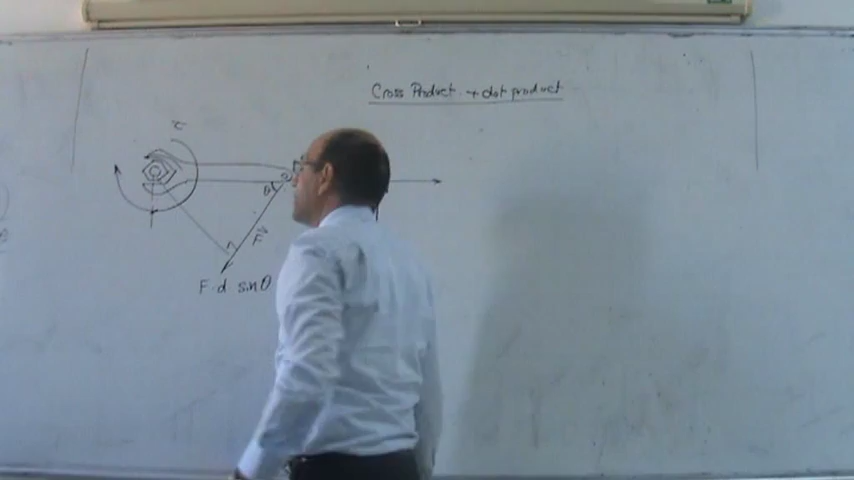 Cross Product + dot product
τ
θ
F
F.d sinθ